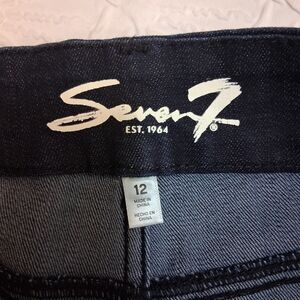 Seven7®
EST. 1964
12
MADE IN
CHINA
HECHO EN
CHINA